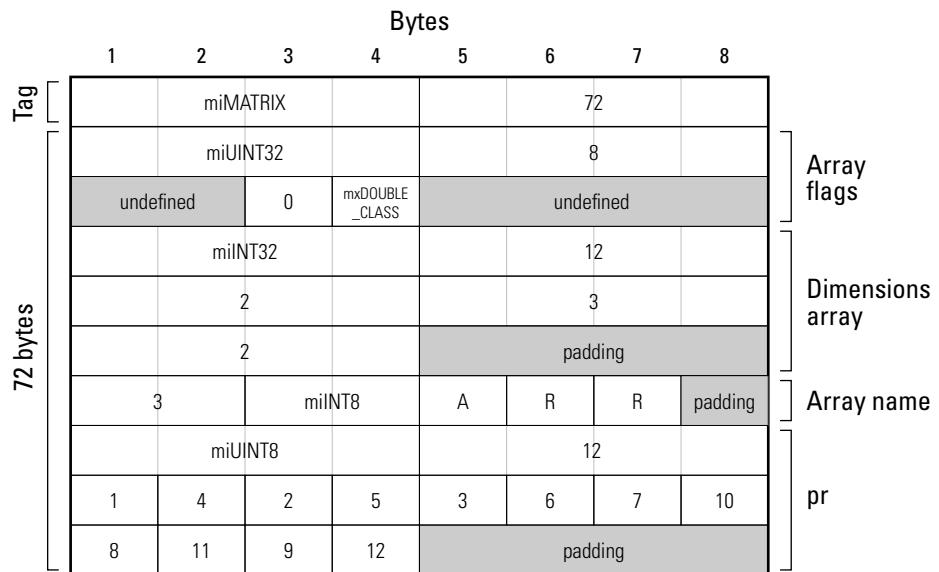 Bytes
1 2 3 4 5 6 7 8
Tag miMATRIX 72
miUINT32 8
Array flags
undefined 0 mxDOUBLE_CLASS undefined
miINT32 12
2 3
Dimensions array
2 padding
72 bytes
3 miINT8 A R R padding Array name
miUINT8 12
1 4 2 5 3 6 7 10 pr
8 11 9 12 padding